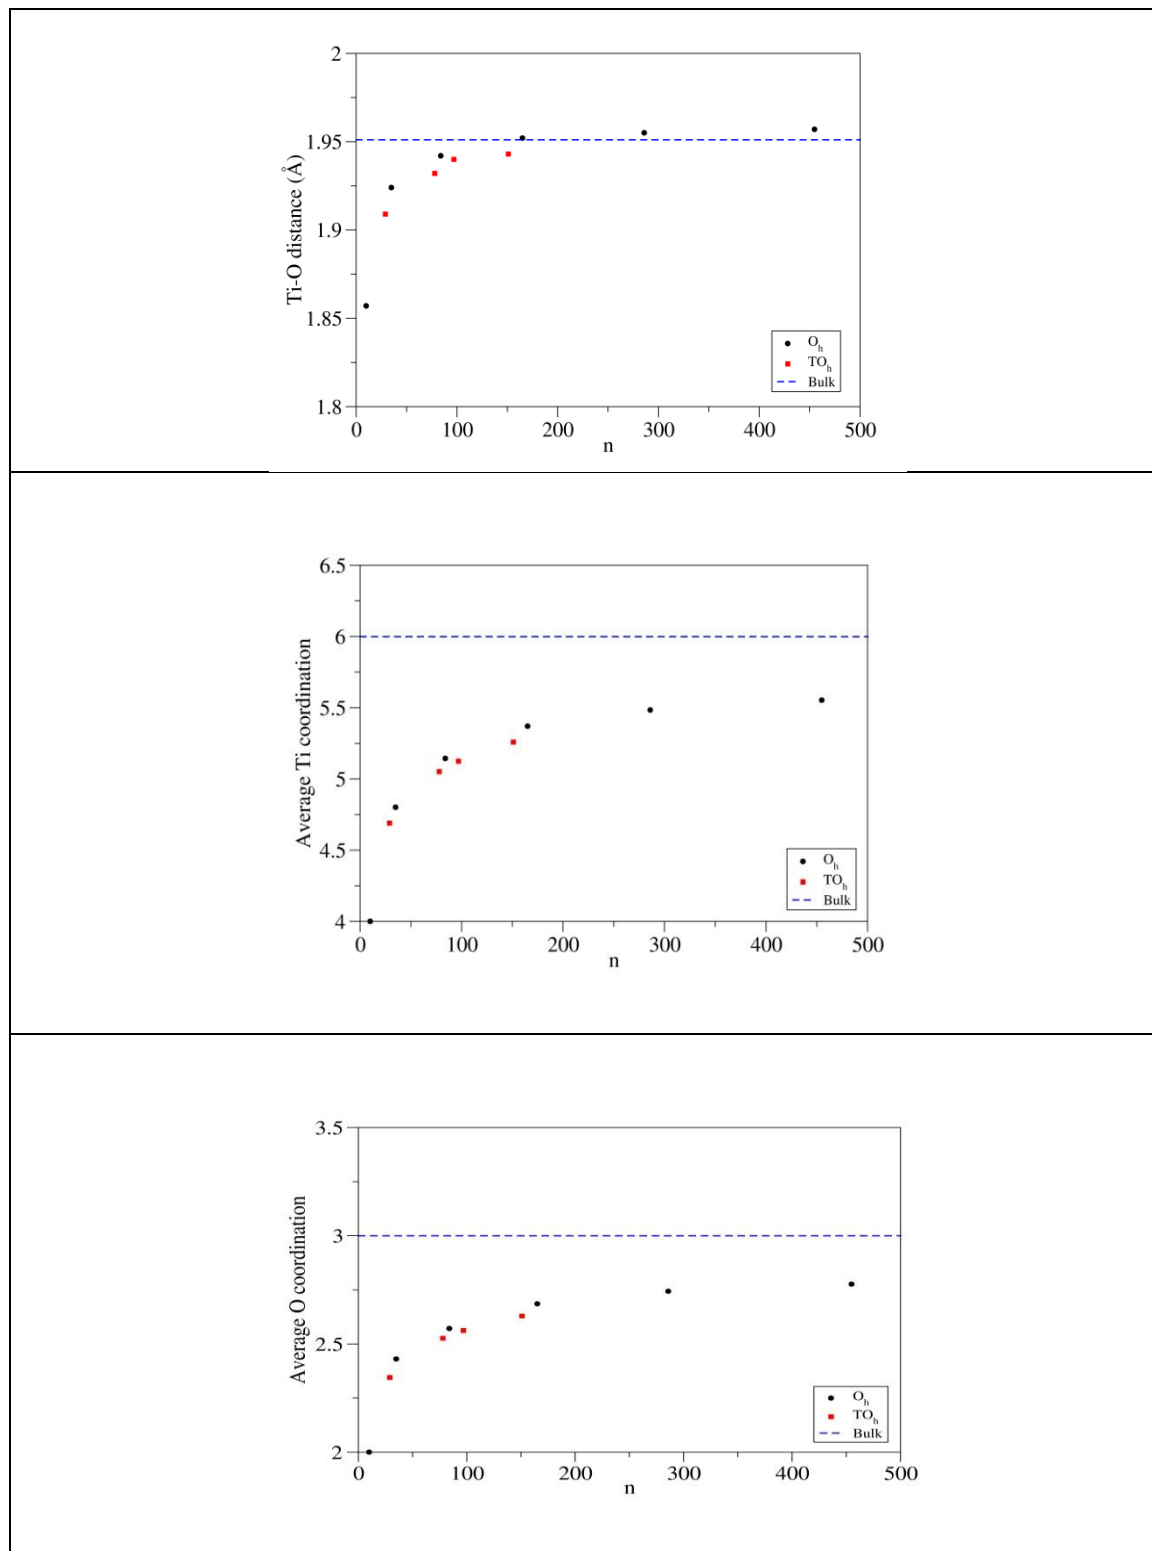 2
1.95
1.9
1.85
1.8
Ti-O distance (Å)
0 100 200 300 400 500
n
Oh
TOh
Bulk
6.5
6
5.5
5
4.5
4
Average Ti coordination
0 100 200 300 400 500
n
Oh
TOh
Bulk
3.5
3
2.5
2
Average O coordination
0 100 200 300 400 500
n
Oh
TOh
Bulk